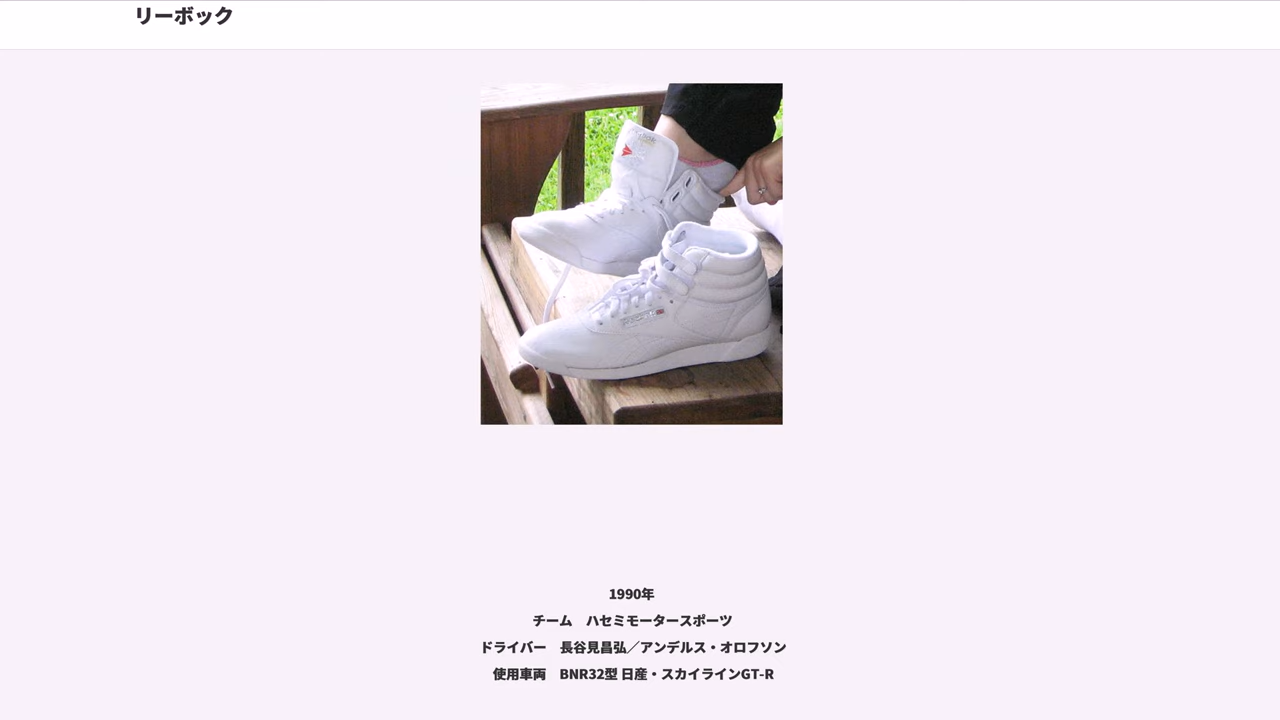 リーボック
1990年
チーム　ハセミモータースポーツ
ドライバー　長谷見昌弘／アンデルス・オロフソン
使用車両　BNR32型 日産・スカイラインGT-R